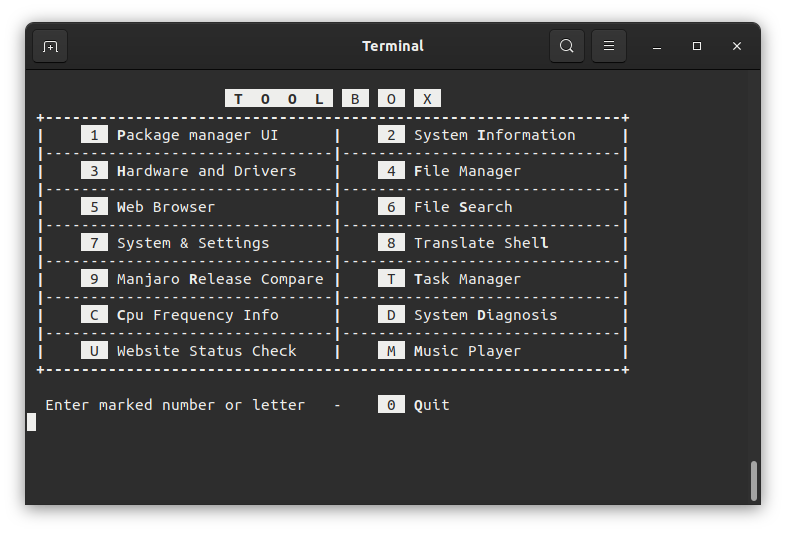 Terminal
T O O L B O X
+----------------------------------------------------------------+
| 1 Package manager UI | 2 System Information |
|--------------------------------|-------------------------------|
| 3 Hardware and Drivers | 4 File Manager |
|--------------------------------|-------------------------------|
| 5 Web Browser | 6 File Search |
|--------------------------------|-------------------------------|
| 7 System & Settings | 8 Translate Shell |
|--------------------------------|-------------------------------|
| 9 Manjaro Release Compare | T Task Manager |
|--------------------------------|-------------------------------|
| C Cpu Frequency Info | D System Diagnosis |
|--------------------------------|-------------------------------|
| U Website Status Check | M Music Player |
+----------------------------------------------------------------+
Enter marked number or letter - 0 Quit